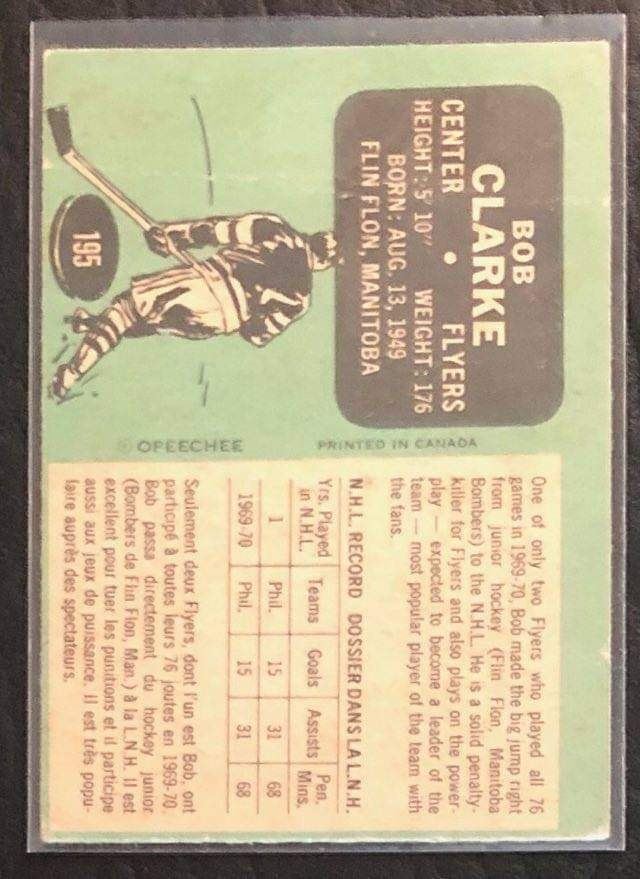 BOB
CLARKE
CENTER • FLYERS
HEIGHT: 5' 10" WEIGHT: 176
BORN: AUG. 13, 1949
FLIN FLON, MANITOBA
195
© OPEECHEE
PRINTED IN CANADA
One of only two Flyers who played all 76
games in 1969-70, Bob made the big jump right
from junior hockey (Flin Flon, Manitoba
Bombers) to the N.H.L. He is a solid penalty-
killer for Flyers and also plays on the power-
play — expected to become a leader of the
team — most popular player of the team with
the fans.
N.H.L. RECORD DOSSIER DANS LA L.N.H.
Yrs. Played in N.H.L. Teams Goals Assists Pen. Mins.
1 Phil. 15 31 68
1969-70 Phil. 15 31 68
Seulement deux Flyers, dont l'un est Bob, ont
participé à toutes leurs 76 joutes en 1969-70.
Bob passa directement du hockey junior
(Bombers de Flin Flon, Man.) à la L.N.H. Il est
excellent pour tuer les punitions et il participe
aussi aux jeux de puissance. Il est très popu-
laire auprès des spectateurs.